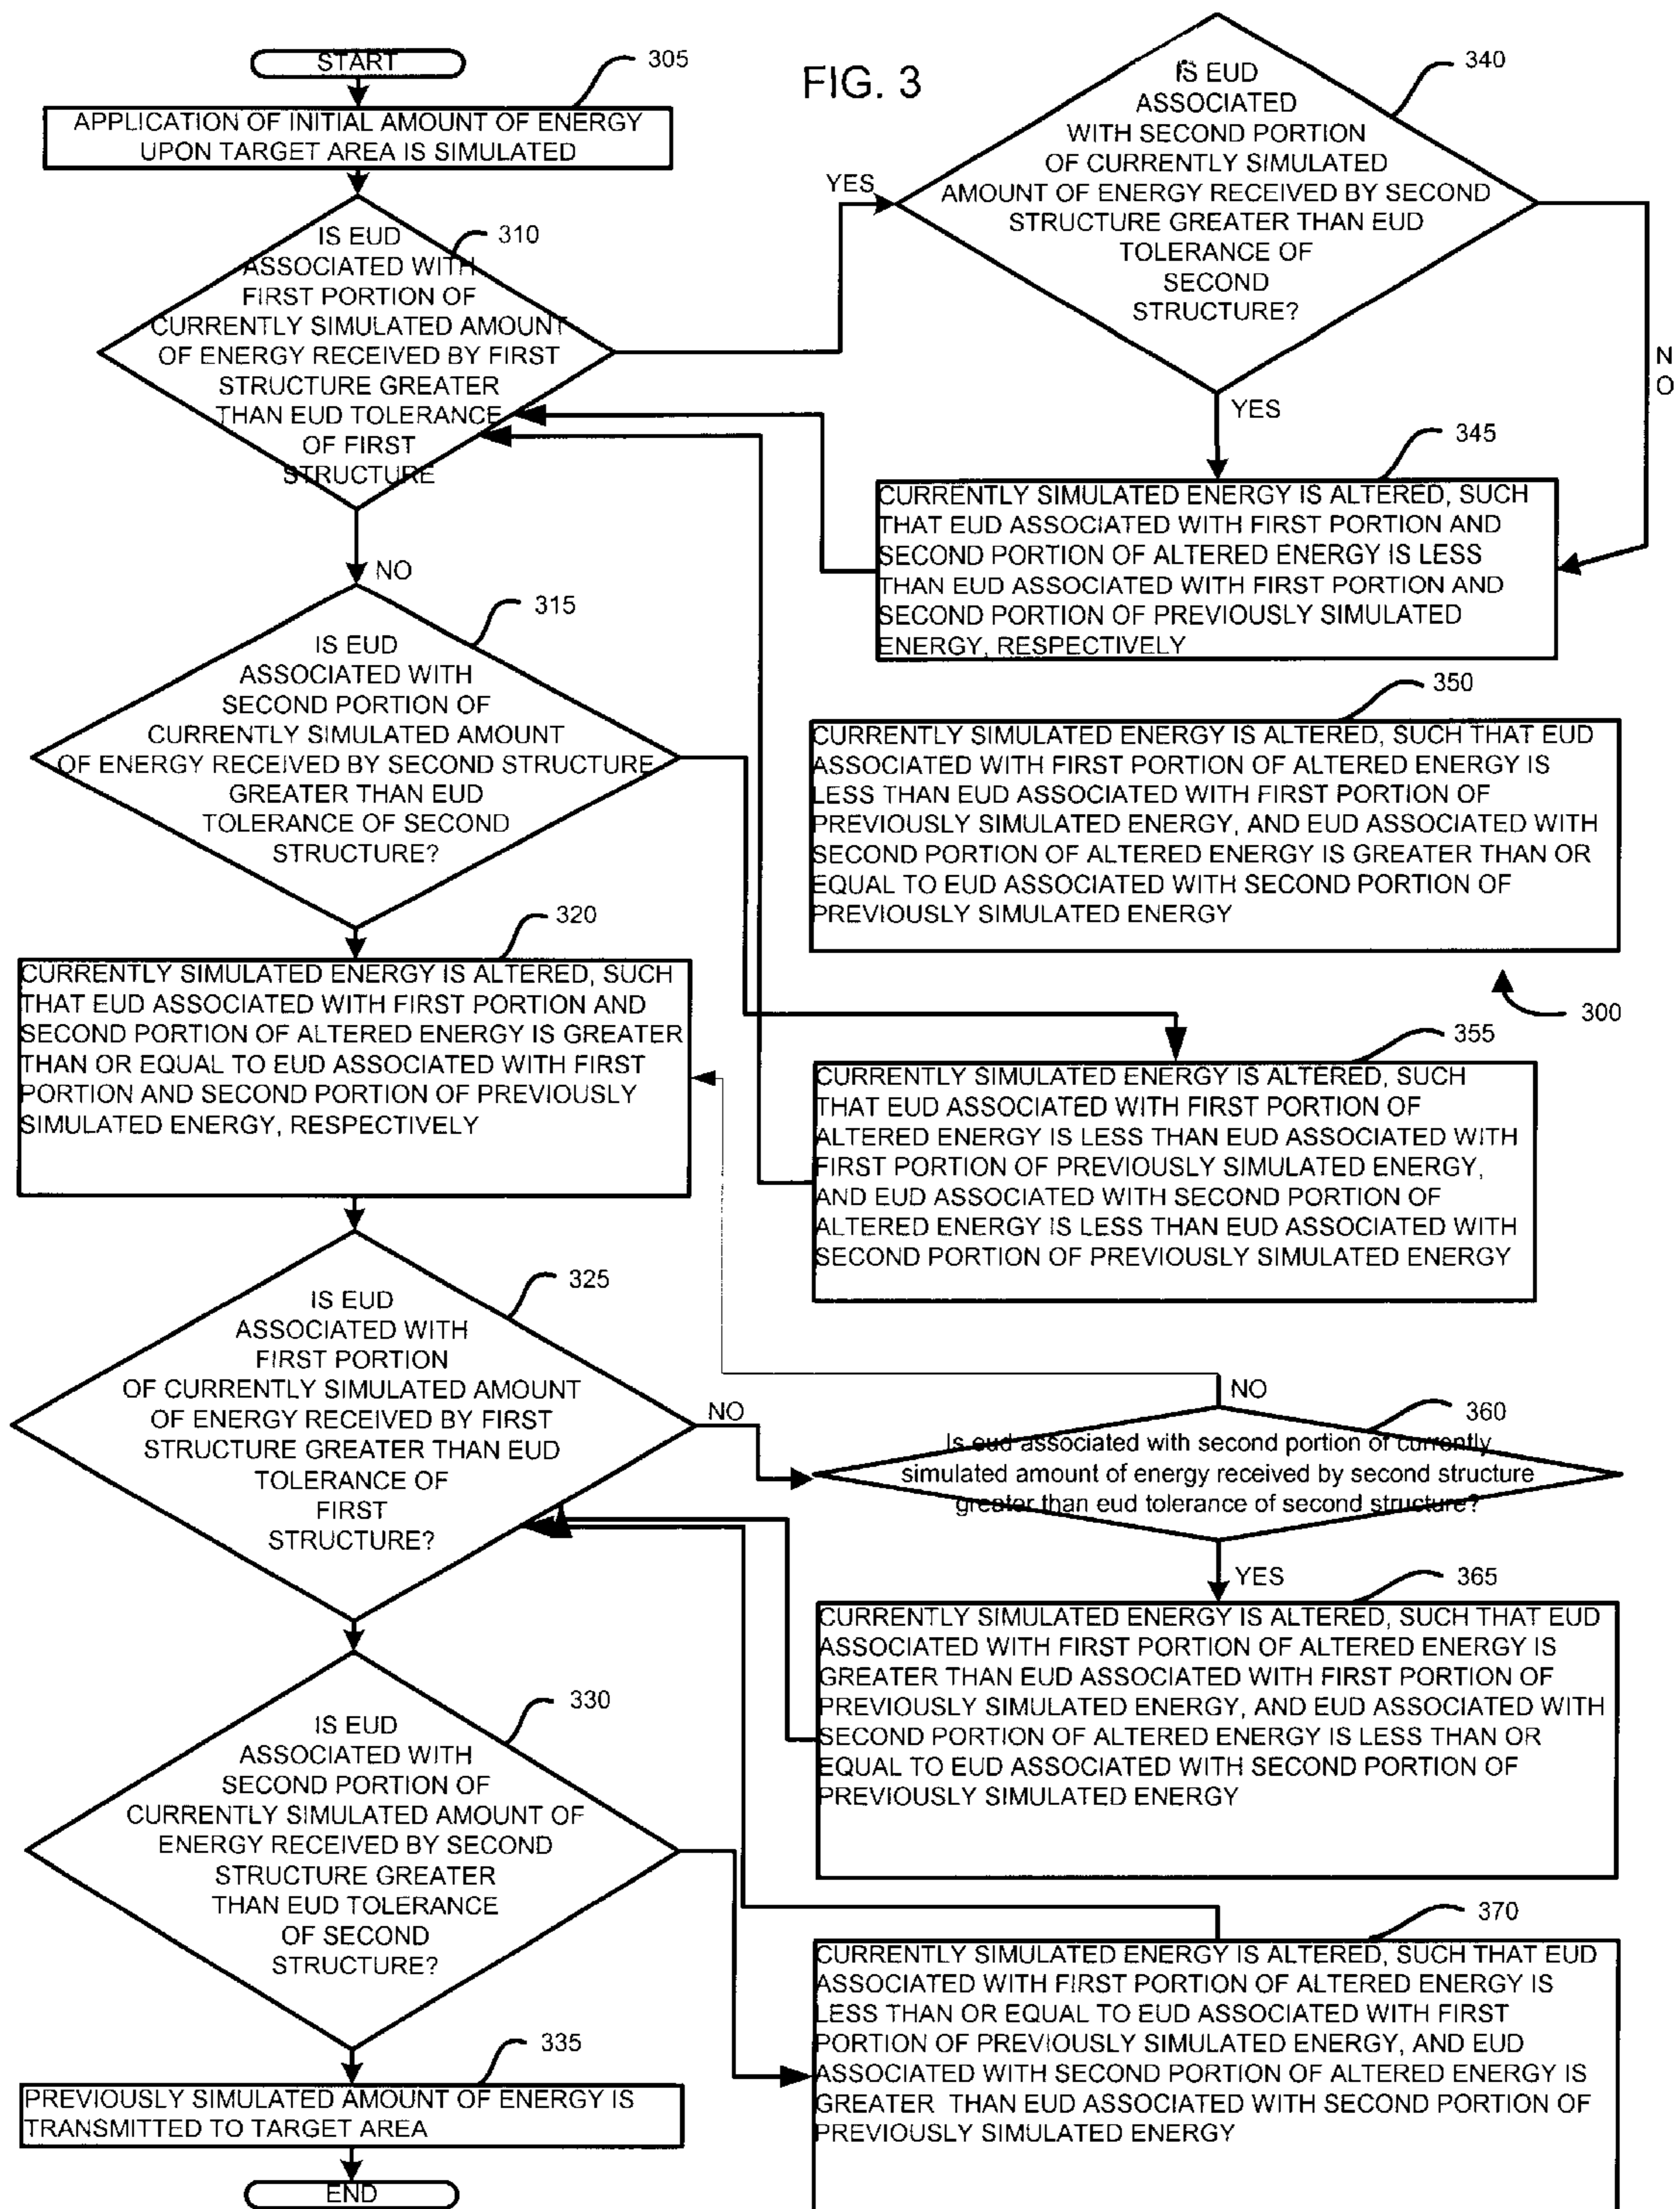 FIG. 3
START
305
APPLICATION OF INITIAL AMOUNT OF ENERGY
UPON TARGET AREA IS SIMULATED
310
IS EUD
ASSOCIATED WITH
FIRST PORTION OF
CURRENTLY SIMULATED AMOUNT
OF ENERGY RECEIVED BY FIRST
STRUCTURE GREATER
THAN EUD TOLERANCE
OF FIRST
STRUCTURE
NO
315
IS EUD
ASSOCIATED WITH
SECOND PORTION OF
CURRENTLY SIMULATED AMOUNT
OF ENERGY RECEIVED BY SECOND STRUCTURE
GREATER THAN EUD
TOLERANCE OF SECOND
STRUCTURE?
320
CURRENTLY SIMULATED ENERGY IS ALTERED, SUCH
THAT EUD ASSOCIATED WITH FIRST PORTION AND
SECOND PORTION OF ALTERED ENERGY IS GREATER
THAN OR EQUAL TO EUD ASSOCIATED WITH FIRST
PORTION AND SECOND PORTION OF PREVIOUSLY
SIMULATED ENERGY, RESPECTIVELY
325
IS EUD
ASSOCIATED WITH
FIRST PORTION
OF CURRENTLY SIMULATED AMOUNT
OF ENERGY RECEIVED BY FIRST
STRUCTURE GREATER THAN EUD
TOLERANCE OF
FIRST
STRUCTURE?
NO
330
IS EUD
ASSOCIATED WITH
SECOND PORTION OF
CURRENTLY SIMULATED AMOUNT OF
ENERGY RECEIVED BY SECOND
STRUCTURE GREATER
THAN EUD TOLERANCE
OF SECOND
STRUCTURE?
335
PREVIOUSLY SIMULATED AMOUNT OF ENERGY IS
TRANSMITTED TO TARGET AREA
END
YES
340
IS EUD
ASSOCIATED
WITH SECOND PORTION
OF CURRENTLY SIMULATED
AMOUNT OF ENERGY RECEIVED BY SECOND
STRUCTURE GREATER THAN EUD
TOLERANCE OF
SECOND
STRUCTURE?
N
O
YES
345
CURRENTLY SIMULATED ENERGY IS ALTERED, SUCH
THAT EUD ASSOCIATED WITH FIRST PORTION AND
SECOND PORTION OF ALTERED ENERGY IS LESS
THAN EUD ASSOCIATED WITH FIRST PORTION AND
SECOND PORTION OF PREVIOUSLY SIMULATED
ENERGY, RESPECTIVELY
350
CURRENTLY SIMULATED ENERGY IS ALTERED, SUCH THAT EUD
ASSOCIATED WITH FIRST PORTION OF ALTERED ENERGY IS
LESS THAN EUD ASSOCIATED WITH FIRST PORTION OF
PREVIOUSLY SIMULATED ENERGY, AND EUD ASSOCIATED WITH
SECOND PORTION OF ALTERED ENERGY IS GREATER THAN OR
EQUAL TO EUD ASSOCIATED WITH SECOND PORTION OF
PREVIOUSLY SIMULATED ENERGY
300
355
CURRENTLY SIMULATED ENERGY IS ALTERED, SUCH
THAT EUD ASSOCIATED WITH FIRST PORTION OF
ALTERED ENERGY IS LESS THAN EUD ASSOCIATED WITH
FIRST PORTION OF PREVIOUSLY SIMULATED ENERGY,
AND EUD ASSOCIATED WITH SECOND PORTION OF
ALTERED ENERGY IS LESS THAN EUD ASSOCIATED WITH
SECOND PORTION OF PREVIOUSLY SIMULATED ENERGY
NO
360
Is eud associated with second portion of currently
simulated amount of energy received by second structure
greater than eud tolerance of second structure?
YES
365
CURRENTLY SIMULATED ENERGY IS ALTERED, SUCH THAT EUD
ASSOCIATED WITH FIRST PORTION OF ALTERED ENERGY IS
GREATER THAN EUD ASSOCIATED WITH FIRST PORTION OF
PREVIOUSLY SIMULATED ENERGY, AND EUD ASSOCIATED WITH
SECOND PORTION OF ALTERED ENERGY IS LESS THAN OR
EQUAL TO EUD ASSOCIATED WITH SECOND PORTION OF
PREVIOUSLY SIMULATED ENERGY
370
CURRENTLY SIMULATED ENERGY IS ALTERED, SUCH THAT EUD
ASSOCIATED WITH FIRST PORTION OF ALTERED ENERGY IS
LESS THAN OR EQUAL TO EUD ASSOCIATED WITH FIRST
PORTION OF PREVIOUSLY SIMULATED ENERGY, AND EUD
ASSOCIATED WITH SECOND PORTION OF ALTERED ENERGY IS
GREATER THAN EUD ASSOCIATED WITH SECOND PORTION OF
PREVIOUSLY SIMULATED ENERGY